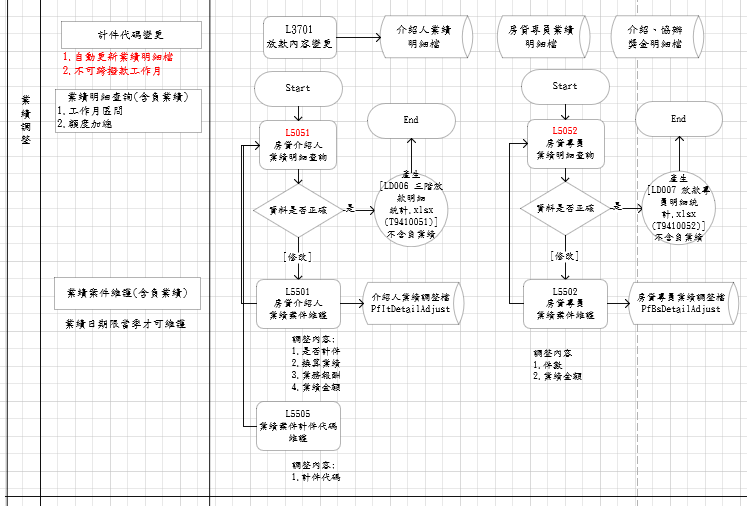 業績調整
計件代碼變更
1.自動更新業績明細檔
2.不可跨撥款工作月
業績明細查詢(含負業績)
1.工作月區間
2.額度加總
業績案件維護(含負業績)
業績日期限當季才可維護
L3701
放款內容變更
介紹人業績
明細檔
房貸專員業績
明細檔
介紹、協辦
獎金明細檔
Start
L5051
房貸介紹人
業績明細查詢
End
資料是否正確
是
產生
[LD006 三階放
款明細
統計.xlsx
(T9410051)]
不含負業績
[修改]
L5501
房貸介紹人
業績案件維護
介紹人業績調整檔
PfItDetailAdjust
調整內容:
1.是否計件
2.換算業績
3.業務報酬
4.業績金額
L5505
業績案件計件代碼
維護
調整內容:
1.計件代碼
Start
L5052
房貸專員
業績明細查詢
End
資料是否正確
是
產生
[LD007 放款專
員明細統
計.xlsx
(T9410052)]
不含負業績
[修改]
L5502
房貸專員
業績案件維護
房貸專員業績調整檔
PfBsDetailAdjust
調整內容
1.件數
2.業績金額